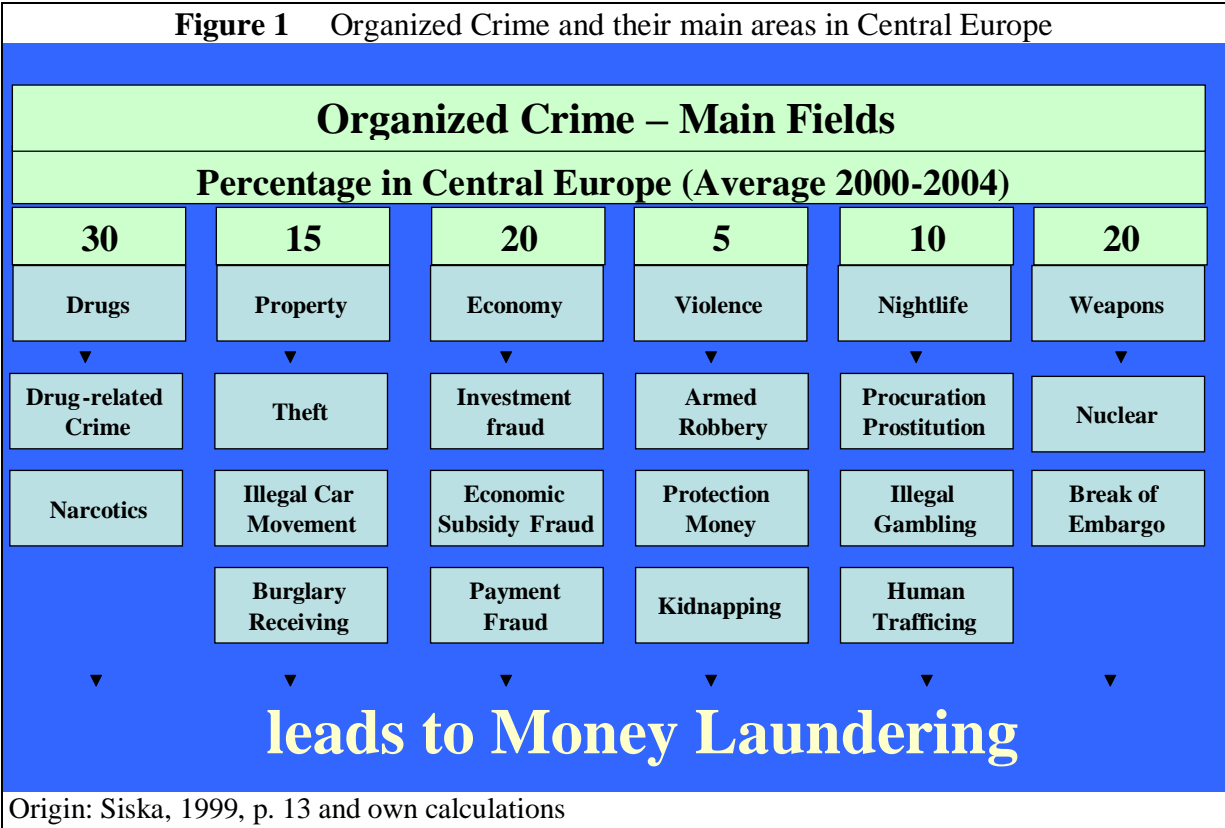 Figure 1 Organized Crime and their main areas in Central Europe
Organized Crime – Main Fields
Percentage in Central Europe (Average 2000-2004)
30 15 20 5 10 20
Drugs Property Economy Violence Nightlife Weapons
Drug-related
Crime
Theft
Investment
fraud
Armed
Robbery
Procuration
Prostitution
Nuclear
Narcotics
Illegal Car
Movement
Economic
Subsidy Fraud
Protection
Money
Illegal
Gambling
Break of
Embargo
Burglary
Receiving
Payment
Fraud
Kidnapping
Human
Trafficing
leads to Money Laundering
Origin: Siska, 1999, p. 13 and own calculations